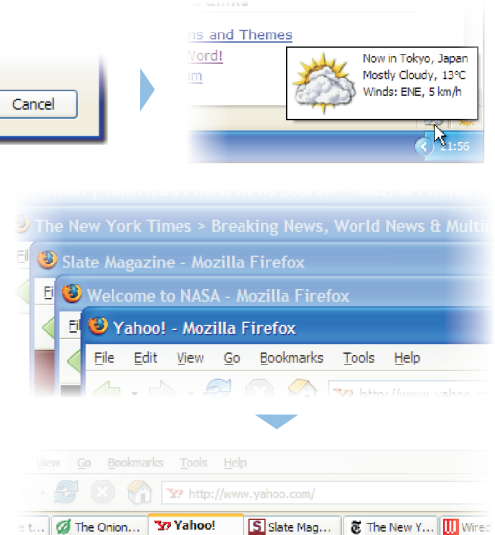 ns and Themes
Word!
m
Now in Tokyo, Japan
Mostly Cloudy, 13°C
Winds: ENE, 5 km/h
Cancel
21:56
The New York Times > Breaking News, World News & Multi
Slate Magazine - Mozilla Firefox
Welcome to NASA - Mozilla Firefox
Yahoo! - Mozilla Firefox
File Edit View Go Bookmarks Tools Help
View Go Bookmarks Tools Help
http://www.yahoo.com/
e t... The Onion... Yahoo! Slate Mag... The New Y... Wired